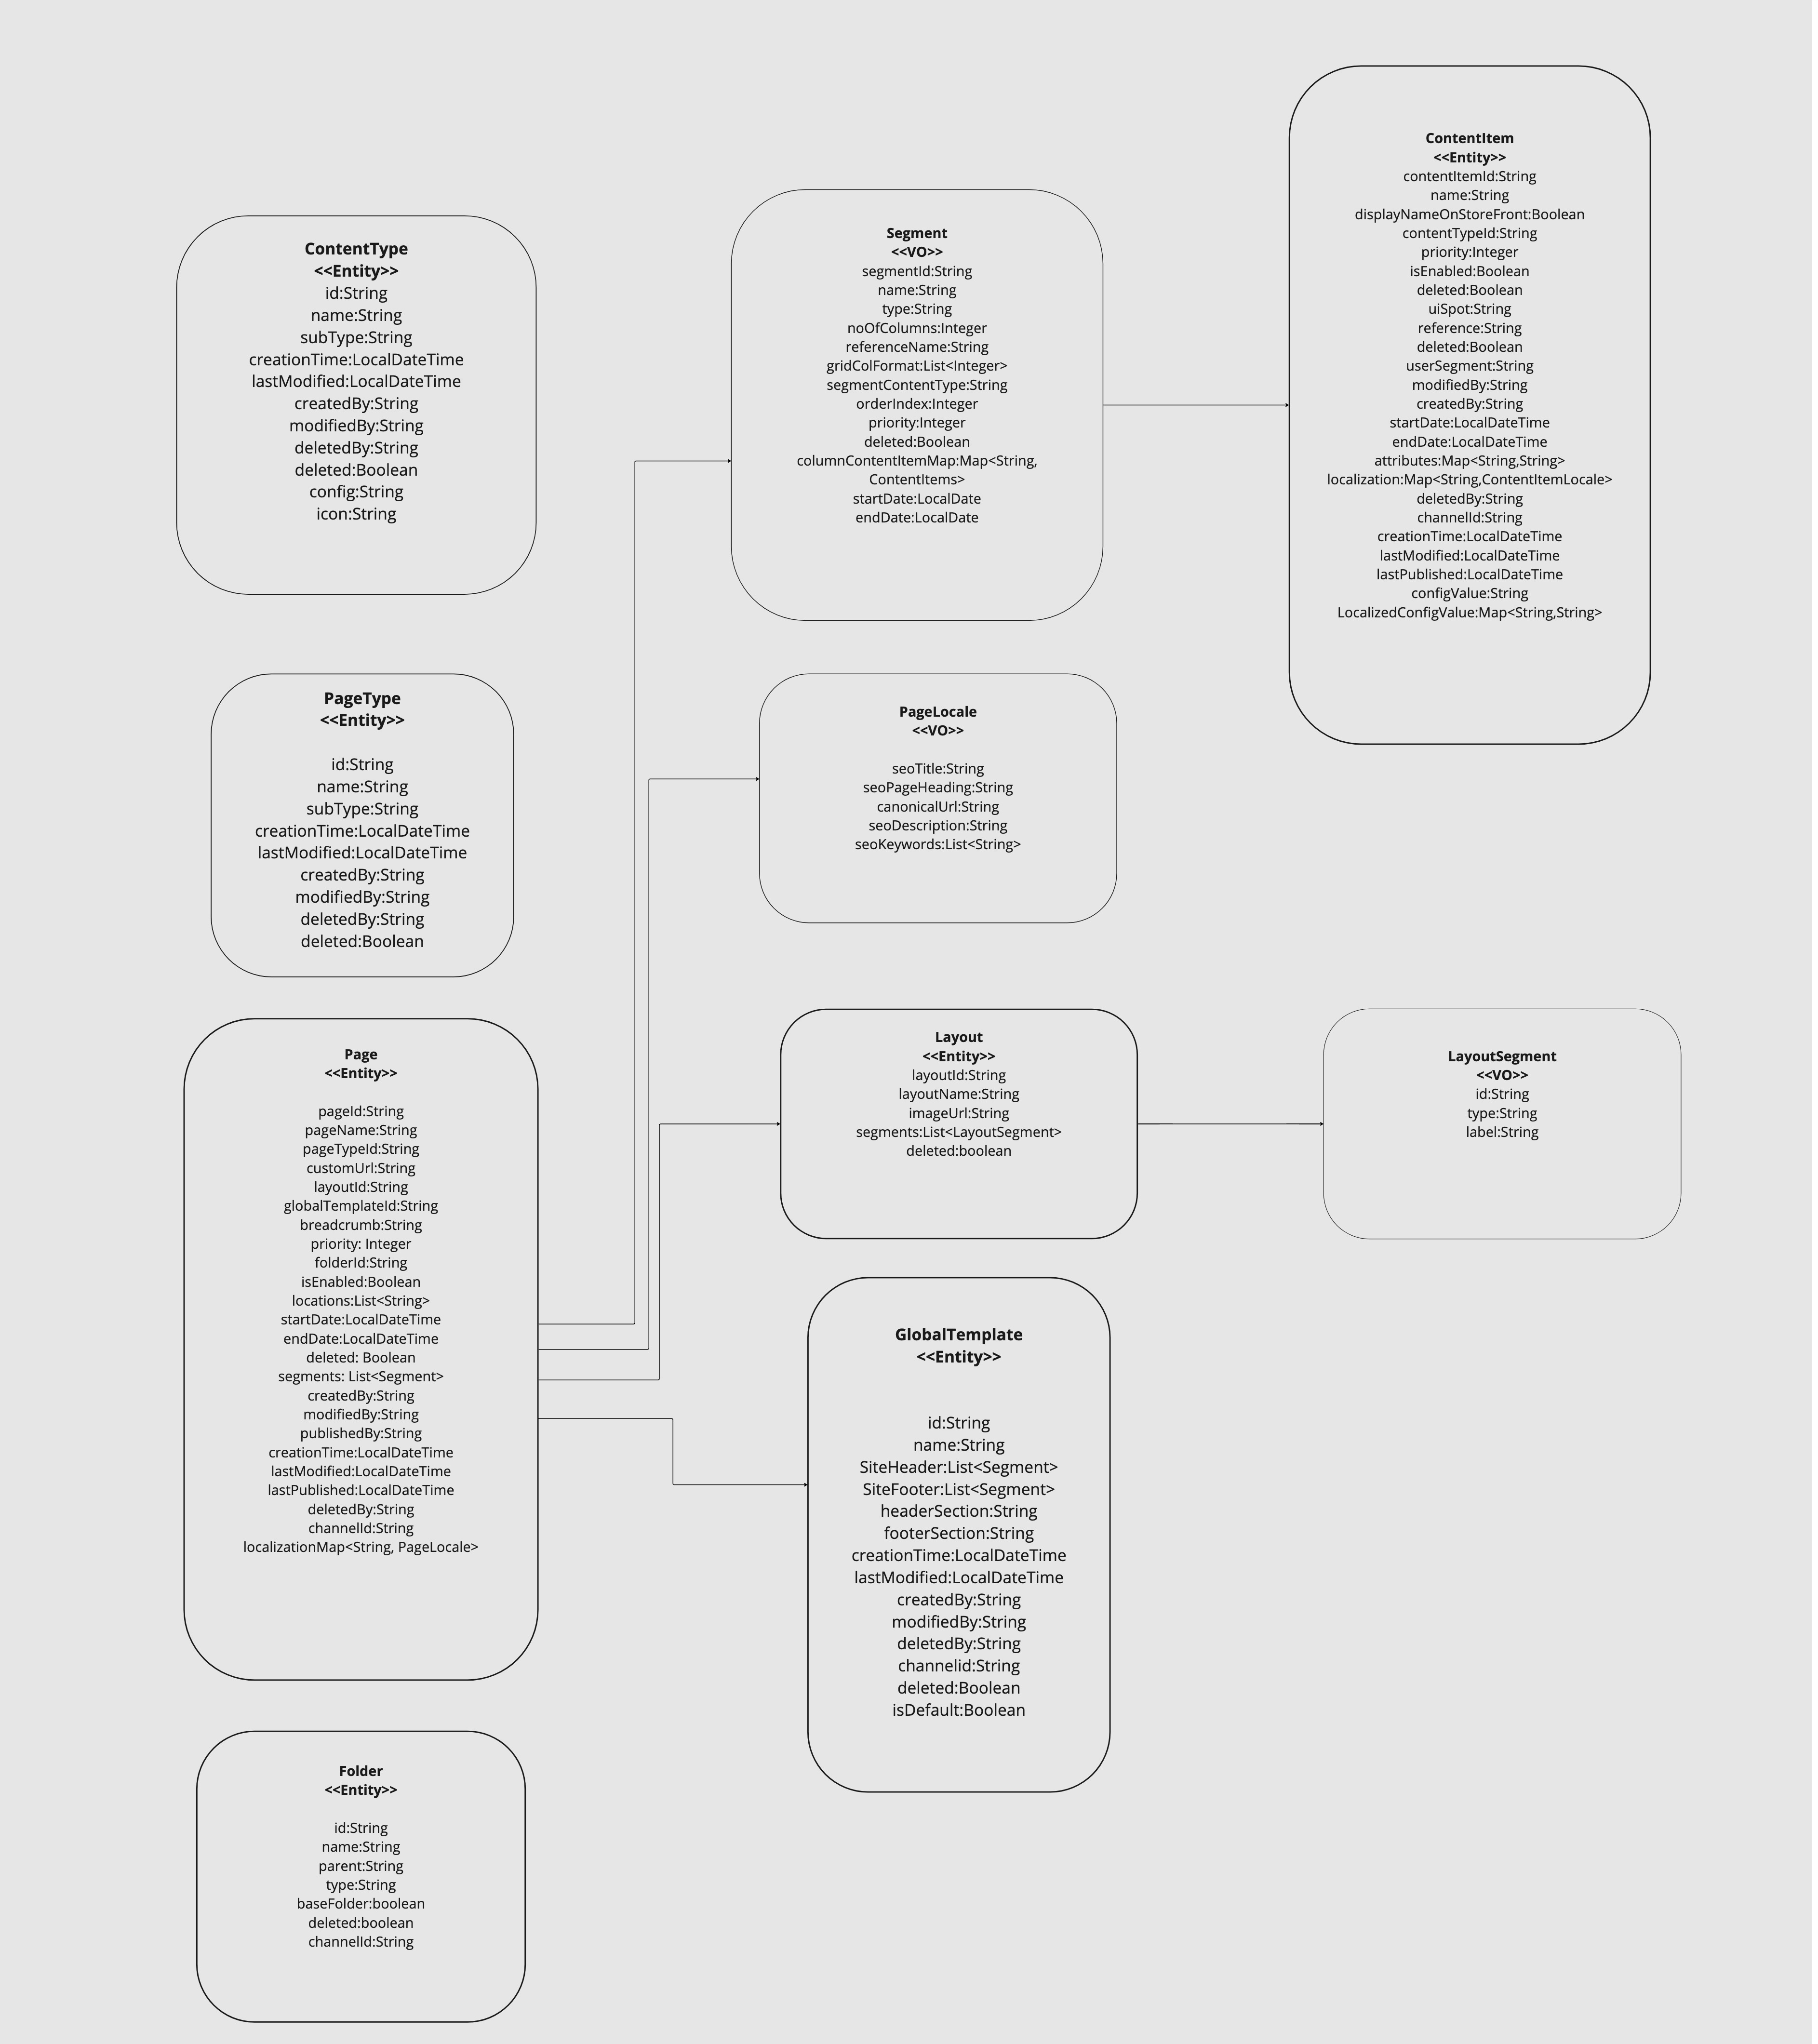 ContentType
<<Entity>>
id:String
name:String
subType:String
creationTime:LocalDateTime
lastModified:LocalDateTime
createdBy:String
modifiedBy:String
deletedBy:String
deleted:Boolean
config:String
icon:String
Segment
<<VO>>
segmentId:String
name:String
type:String
noOfColumns:Integer
referenceName:String
gridColFormat:List<Integer>
segmentContentType:String
orderIndex:Integer
priority:Integer
deleted:Boolean
columnContentItemMap:Map<String,
ContentItems>
startDate:LocalDate
endDate:LocalDate
ContentItem
<<Entity>>
contentItemId:String
name:String
displayNameOnStoreFront:Boolean
contentTypeId:String
priority:Integer
isEnabled:Boolean
deleted:Boolean
uiSpot:String
reference:String
deleted:Boolean
userSegment:String
modifiedBy:String
createdBy:String
startDate:LocalDateTime
endDate:LocalDateTime
attributes:Map<String,String>
localization:Map<String,ContentItemLocale>
deletedBy:String
channelId:String
creationTime:LocalDateTime
lastModified:LocalDateTime
lastPublished:LocalDateTime
configValue:String
LocalizedConfigValue:Map<String,String>
PageType
<<Entity>>
id:String
name:String
subType:String
creationTime:LocalDateTime
lastModified:LocalDateTime
createdBy:String
modifiedBy:String
deletedBy:String
deleted:Boolean
PageLocale
<<VO>>
seoTitle:String
seoPageHeading:String
canonicalUrl:String
seoDescription:String
seoKeywords:List<String>
Page
<<Entity>>
pageId:String
pageName:String
pageTypeId:String
customUrl:String
layoutId:String
globalTemplateId:String
breadcrumb:String
priority: Integer
folderId:String
isEnabled:Boolean
locations:List<String>
startDate:LocalDateTime
endDate:LocalDateTime
deleted: Boolean
segments: List<Segment>
createdBy:String
modifiedBy:String
publishedBy:String
creationTime:LocalDateTime
lastModified:LocalDateTime
lastPublished:LocalDateTime
deletedBy:String
channelId:String
localizationMap<String, PageLocale>
Layout
<<Entity>>
layoutId:String
layoutName:String
imageUrl:String
segments:List<LayoutSegment>
deleted:boolean
LayoutSegment
<<VO>>
id:String
type:String
label:String
GlobalTemplate
<<Entity>>
id:String
name:String
SiteHeader:List<Segment>
SiteFooter:List<Segment>
headerSection:String
footerSection:String
creationTime:LocalDateTime
lastModified:LocalDateTime
createdBy:String
modifiedBy:String
deletedBy:String
channelid:String
deleted:Boolean
isDefault:Boolean
Folder
<<Entity>>
id:String
name:String
parent:String
type:String
baseFolder:boolean
deleted:boolean
channelId:String